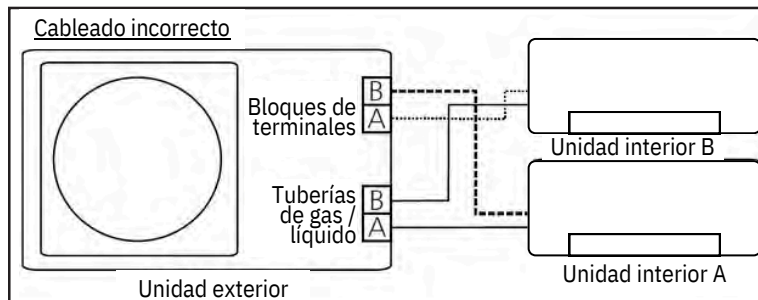 Cableado incorrecto
Bloques de
terminales
B
A
Tuberías
de gas /
líquido
B
A
Unidad exterior
Unidad interior B
Unidad interior A